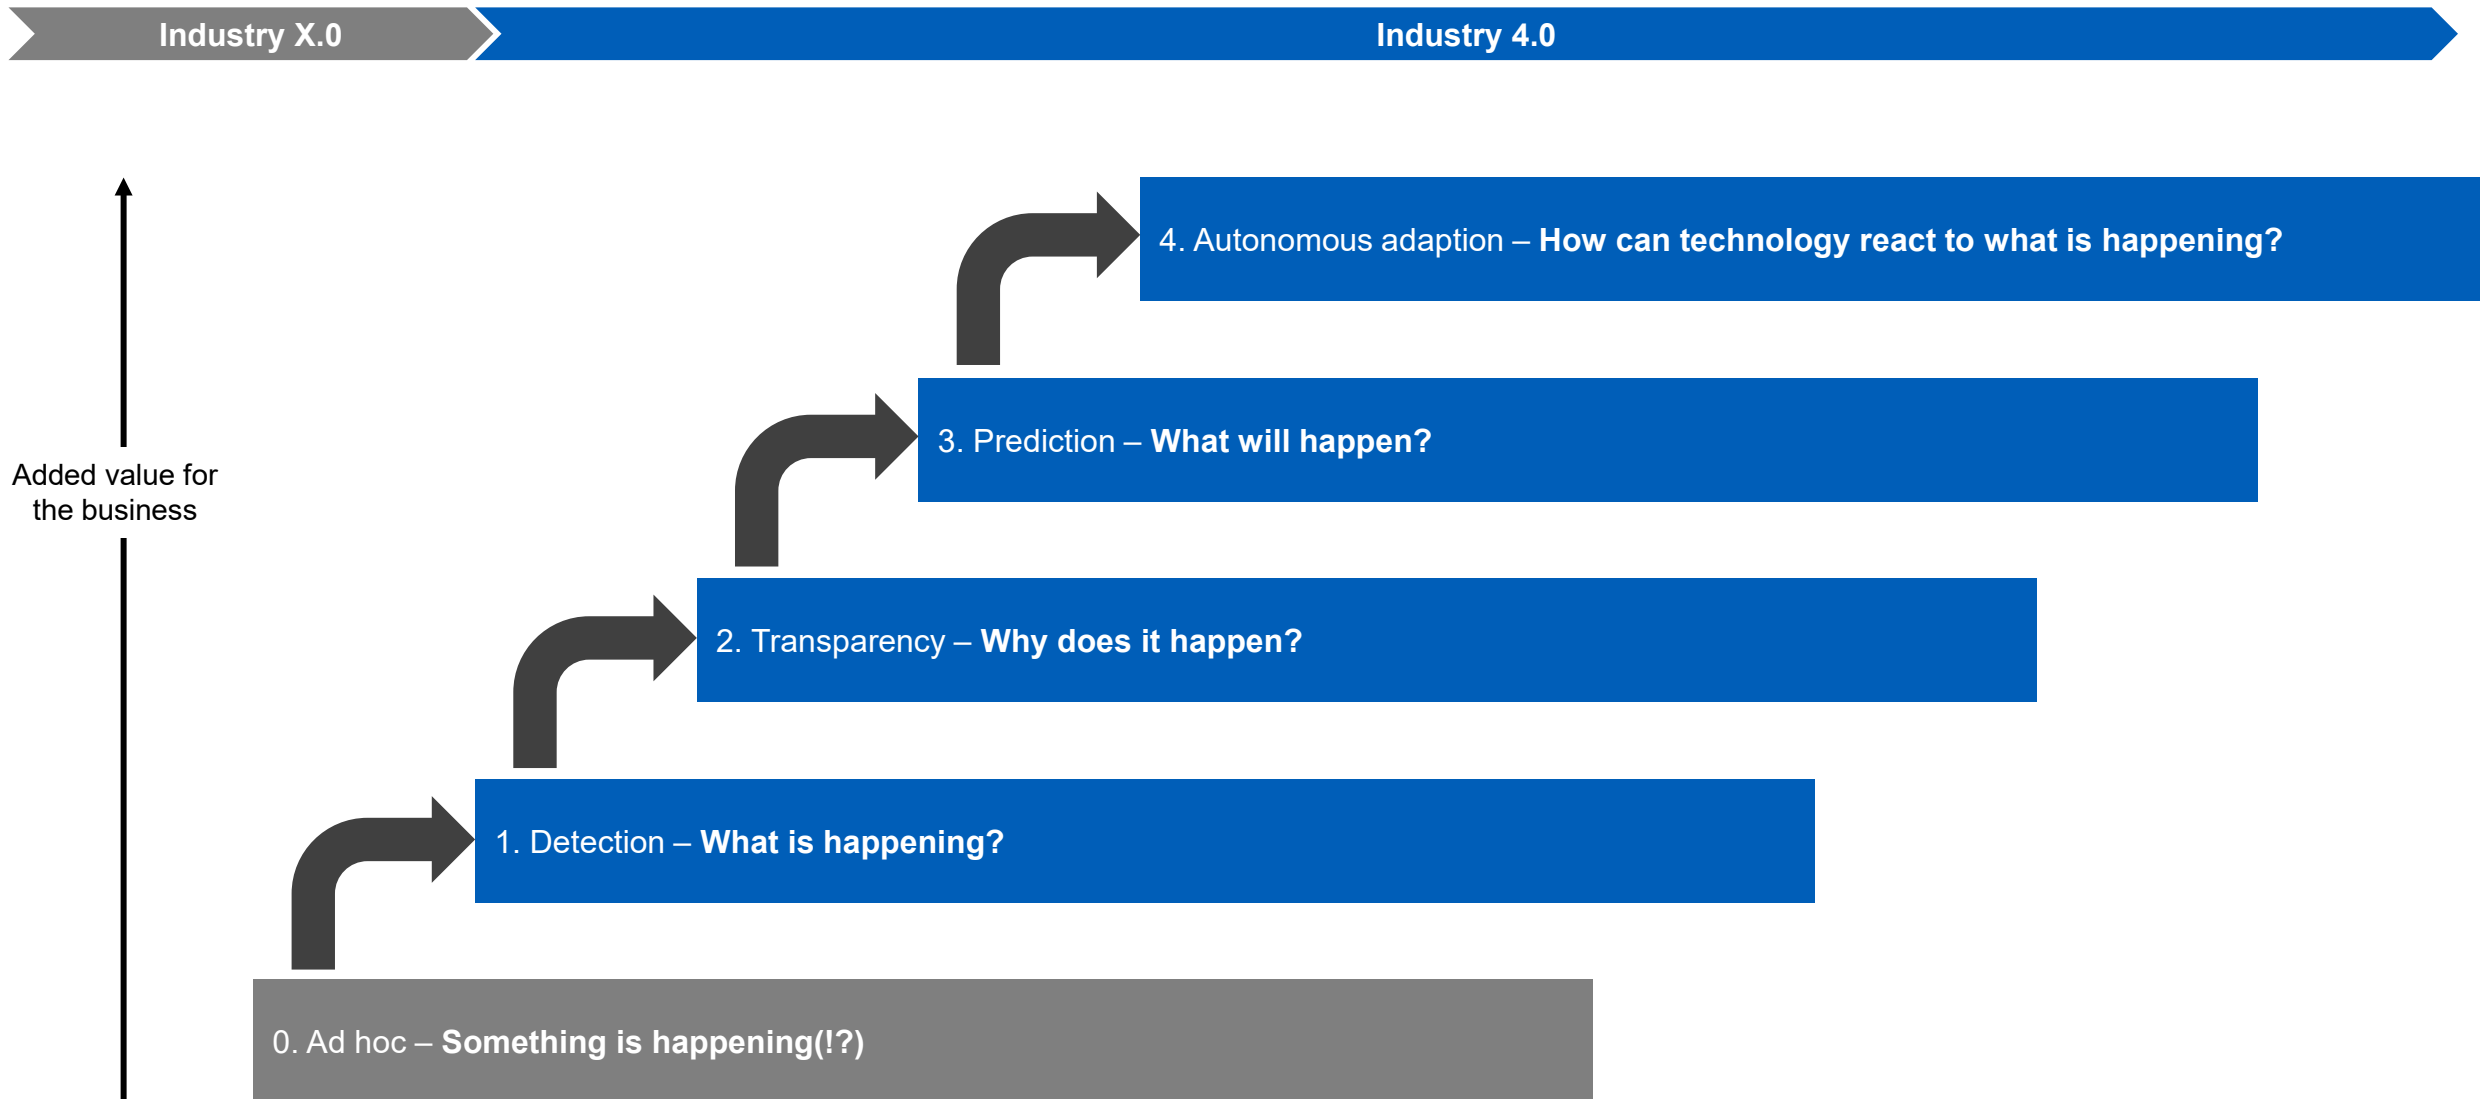 Industry X.0
Industry 4.0
4. Autonomous adaption – How can technology react to what is happening?
3. Prediction – What will happen?
Added value for
the business
2. Transparency – Why does it happen?
1. Detection – What is happening?
0. Ad hoc – Something is happening(!?)